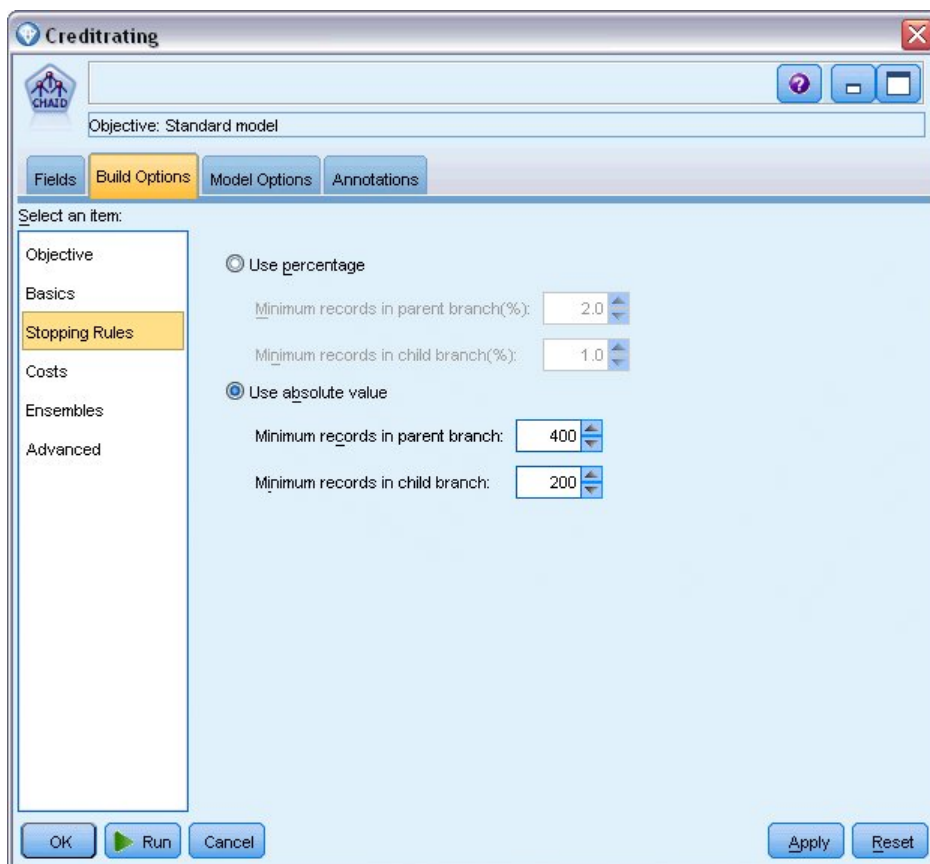 Creditrating
CHAID
Objective: Standard model
Fields Build Options Model Options Annotations
Select an item:
Objective
Basics
Stopping Rules
Costs
Ensembles
Advanced
Use percentage
Minimum records in parent branch(%): 2.0
Minimum records in child branch(%): 1.0
Use absolute value
Minimum records in parent branch: 400
Minimum records in child branch: 200
OK Run Cancel Apply Reset